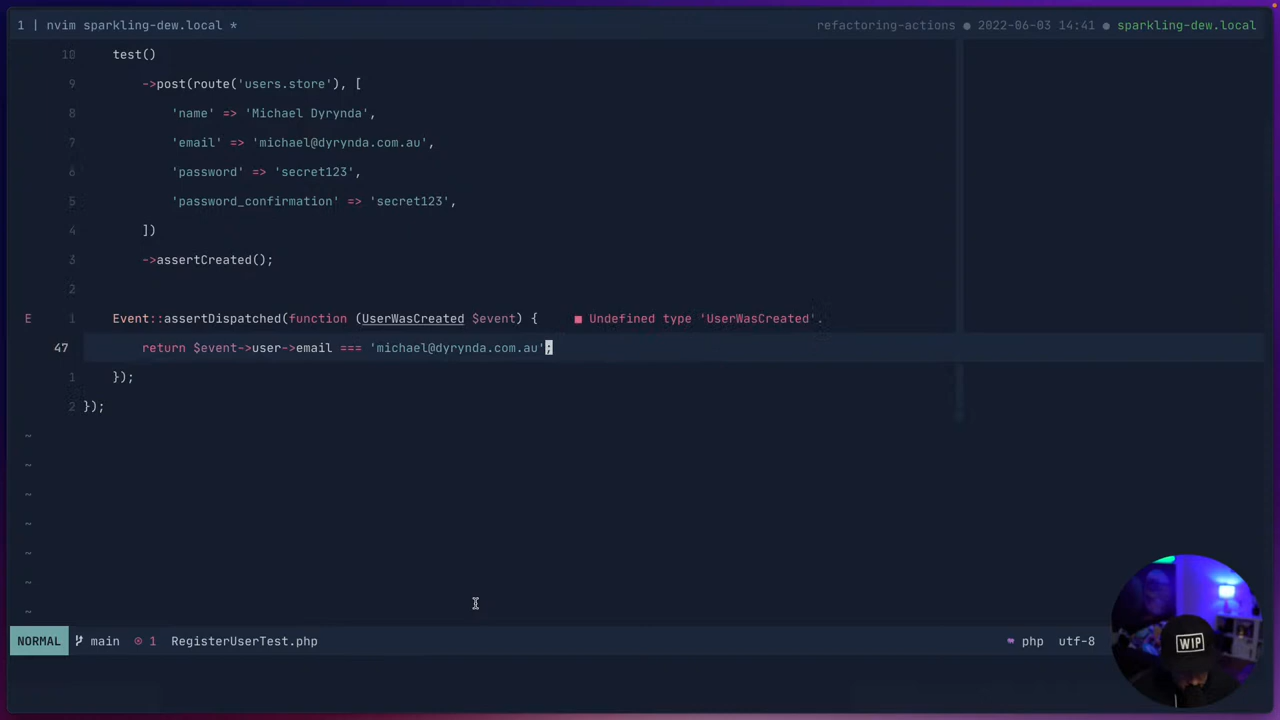 1 | nvim sparkling-dew.local * refactoring-actions ● 2022-06-03 14:41 ● sparkling-dew.local
10 test()
9 ->post(route('users.store'), [
8 'name' => 'Michael Dyrynda',
7 'email' => 'michael@dyrynda.com.au',
6 'password' => 'secret123',
5 'password_confirmation' => 'secret123',
4 ])
3 ->assertCreated();
2
E 1 Event::assertDispatched(function (UserWasCreated $event) { ■ Undefined type 'UserWasCreated'.
47 return $event->user->email === 'michael@dyrynda.com.au';
1 });
2 });
~
~
~
~
~
~
~
NORMAL main 1 RegisterUserTest.php php utf-8
WIP